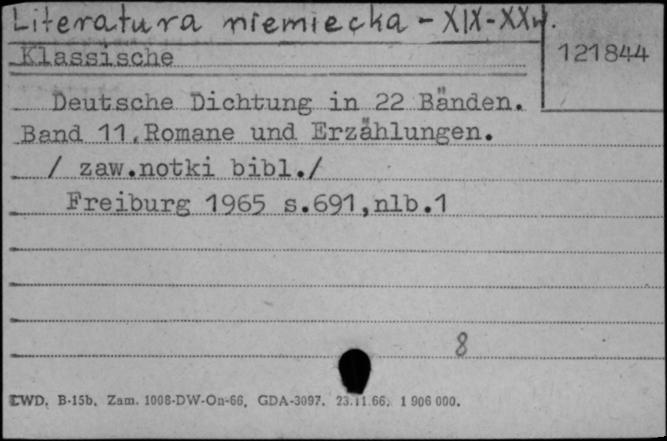 Literatura niemiecka - XIX-XXw.
121844
Klassische
Deutsche Dichtung in 22 Bänden.
Band 11, Romane und Erzählungen.
/ zaw.notki bibl./
Freiburg 1965 s.691,nlb.1
8
LWD. B-15b. Zam. 1008-DW-On-66. GDA-3097. 23.11.66. 1 906 000.